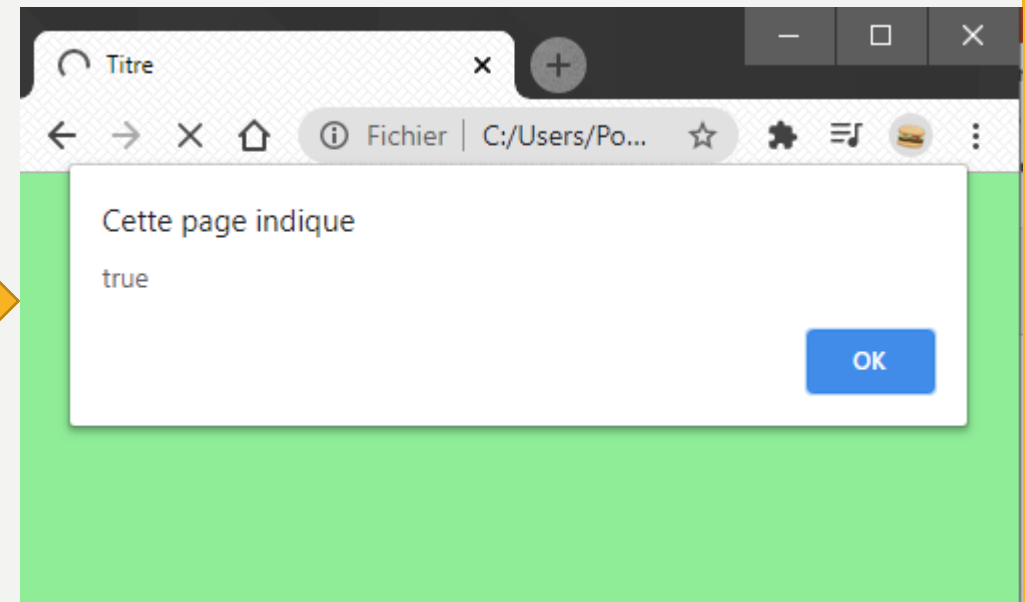 Titre
Fichier | C:/Users/Po...
Cette page indique
true
OK